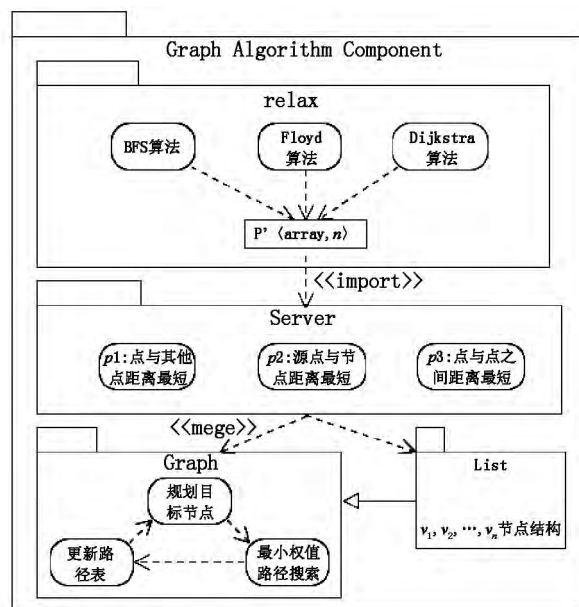 Graph Algorithm Component
relax
BFS算法
Floyd
算法
Dijkstra
算法
P'〈array,n〉
<<import>>
Server
p1:点与其他
点距离最短
p2:源点与节
点距离最短
p3:点与点之
间距离最短
<<mege>>
Graph
规划目
标节点
更新路
径表
最小权值
路径搜索
List
v₁,v₂,…,vₙ节点结构